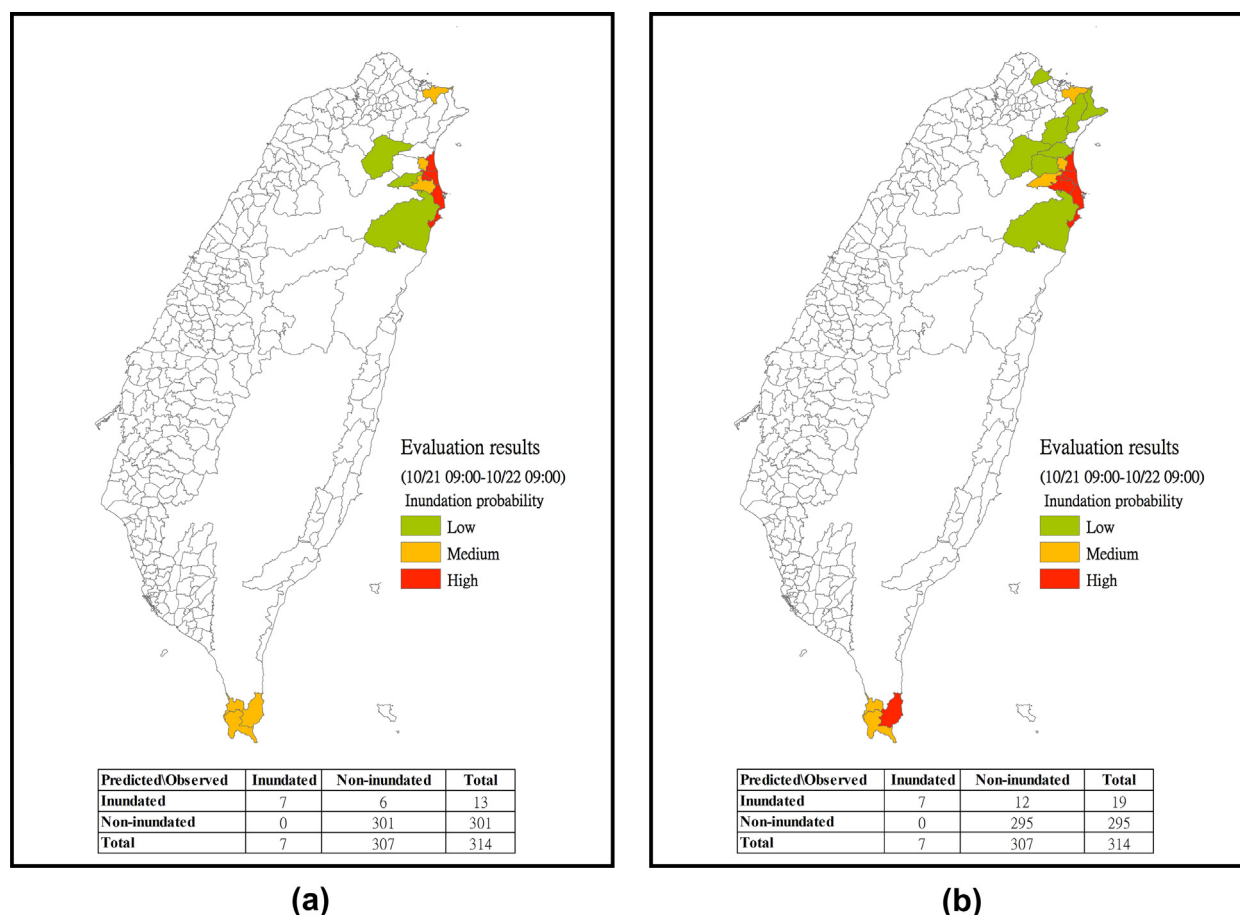 Evaluation results
(10/21 09:00-10/22 09:00)
Inundation probability
Low
Medium
High
Predicted\Observed Inundated Non-inundated Total
Inundated 7 6 13
Non-inundated 0 301 301
Total 7 307 314
(a)
Evaluation results
(10/21 09:00-10/22 09:00)
Inundation probability
Low
Medium
High
Predicted\Observed Inundated Non-inundated Total
Inundated 7 12 19
Non-inundated 0 295 295
Total 7 307 314
(b)